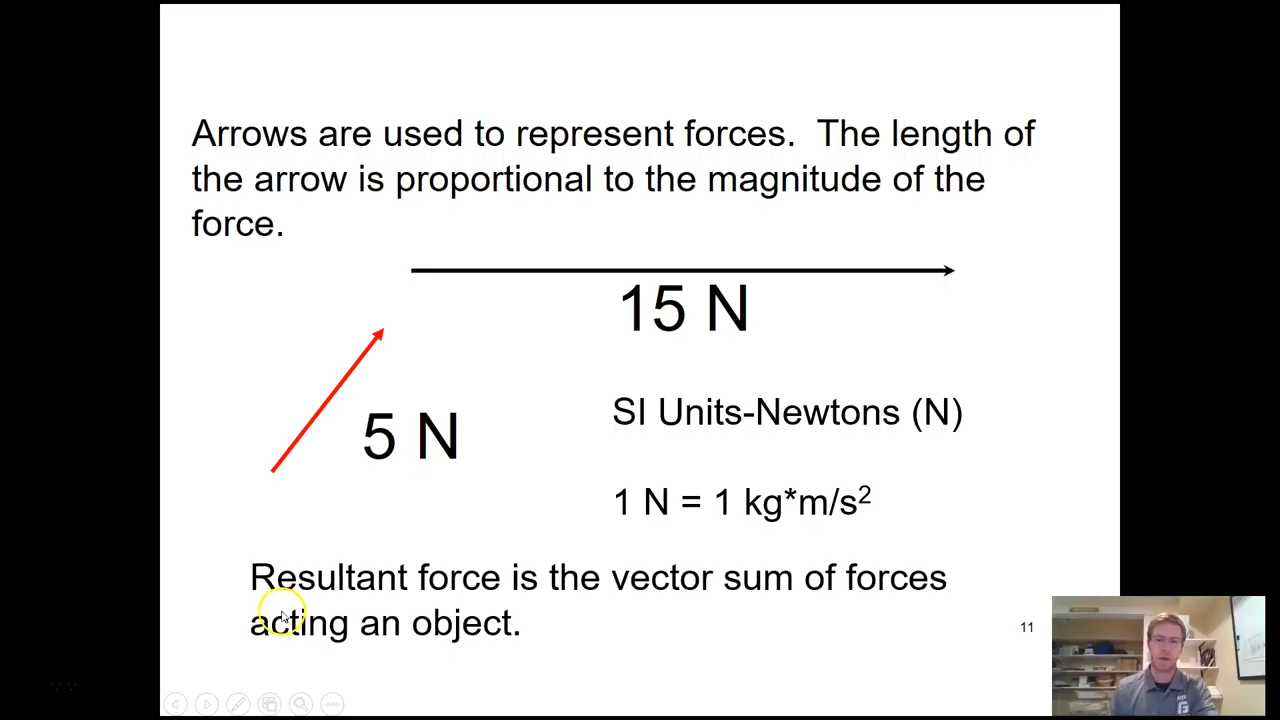 Arrows are used to represent forces.  The length of
the arrow is proportional to the magnitude of the
force.
15 N
5 N
SI Units-Newtons (N)
1 N = 1 kg*m/s²
Resultant force is the vector sum of forces
acting an object.
11